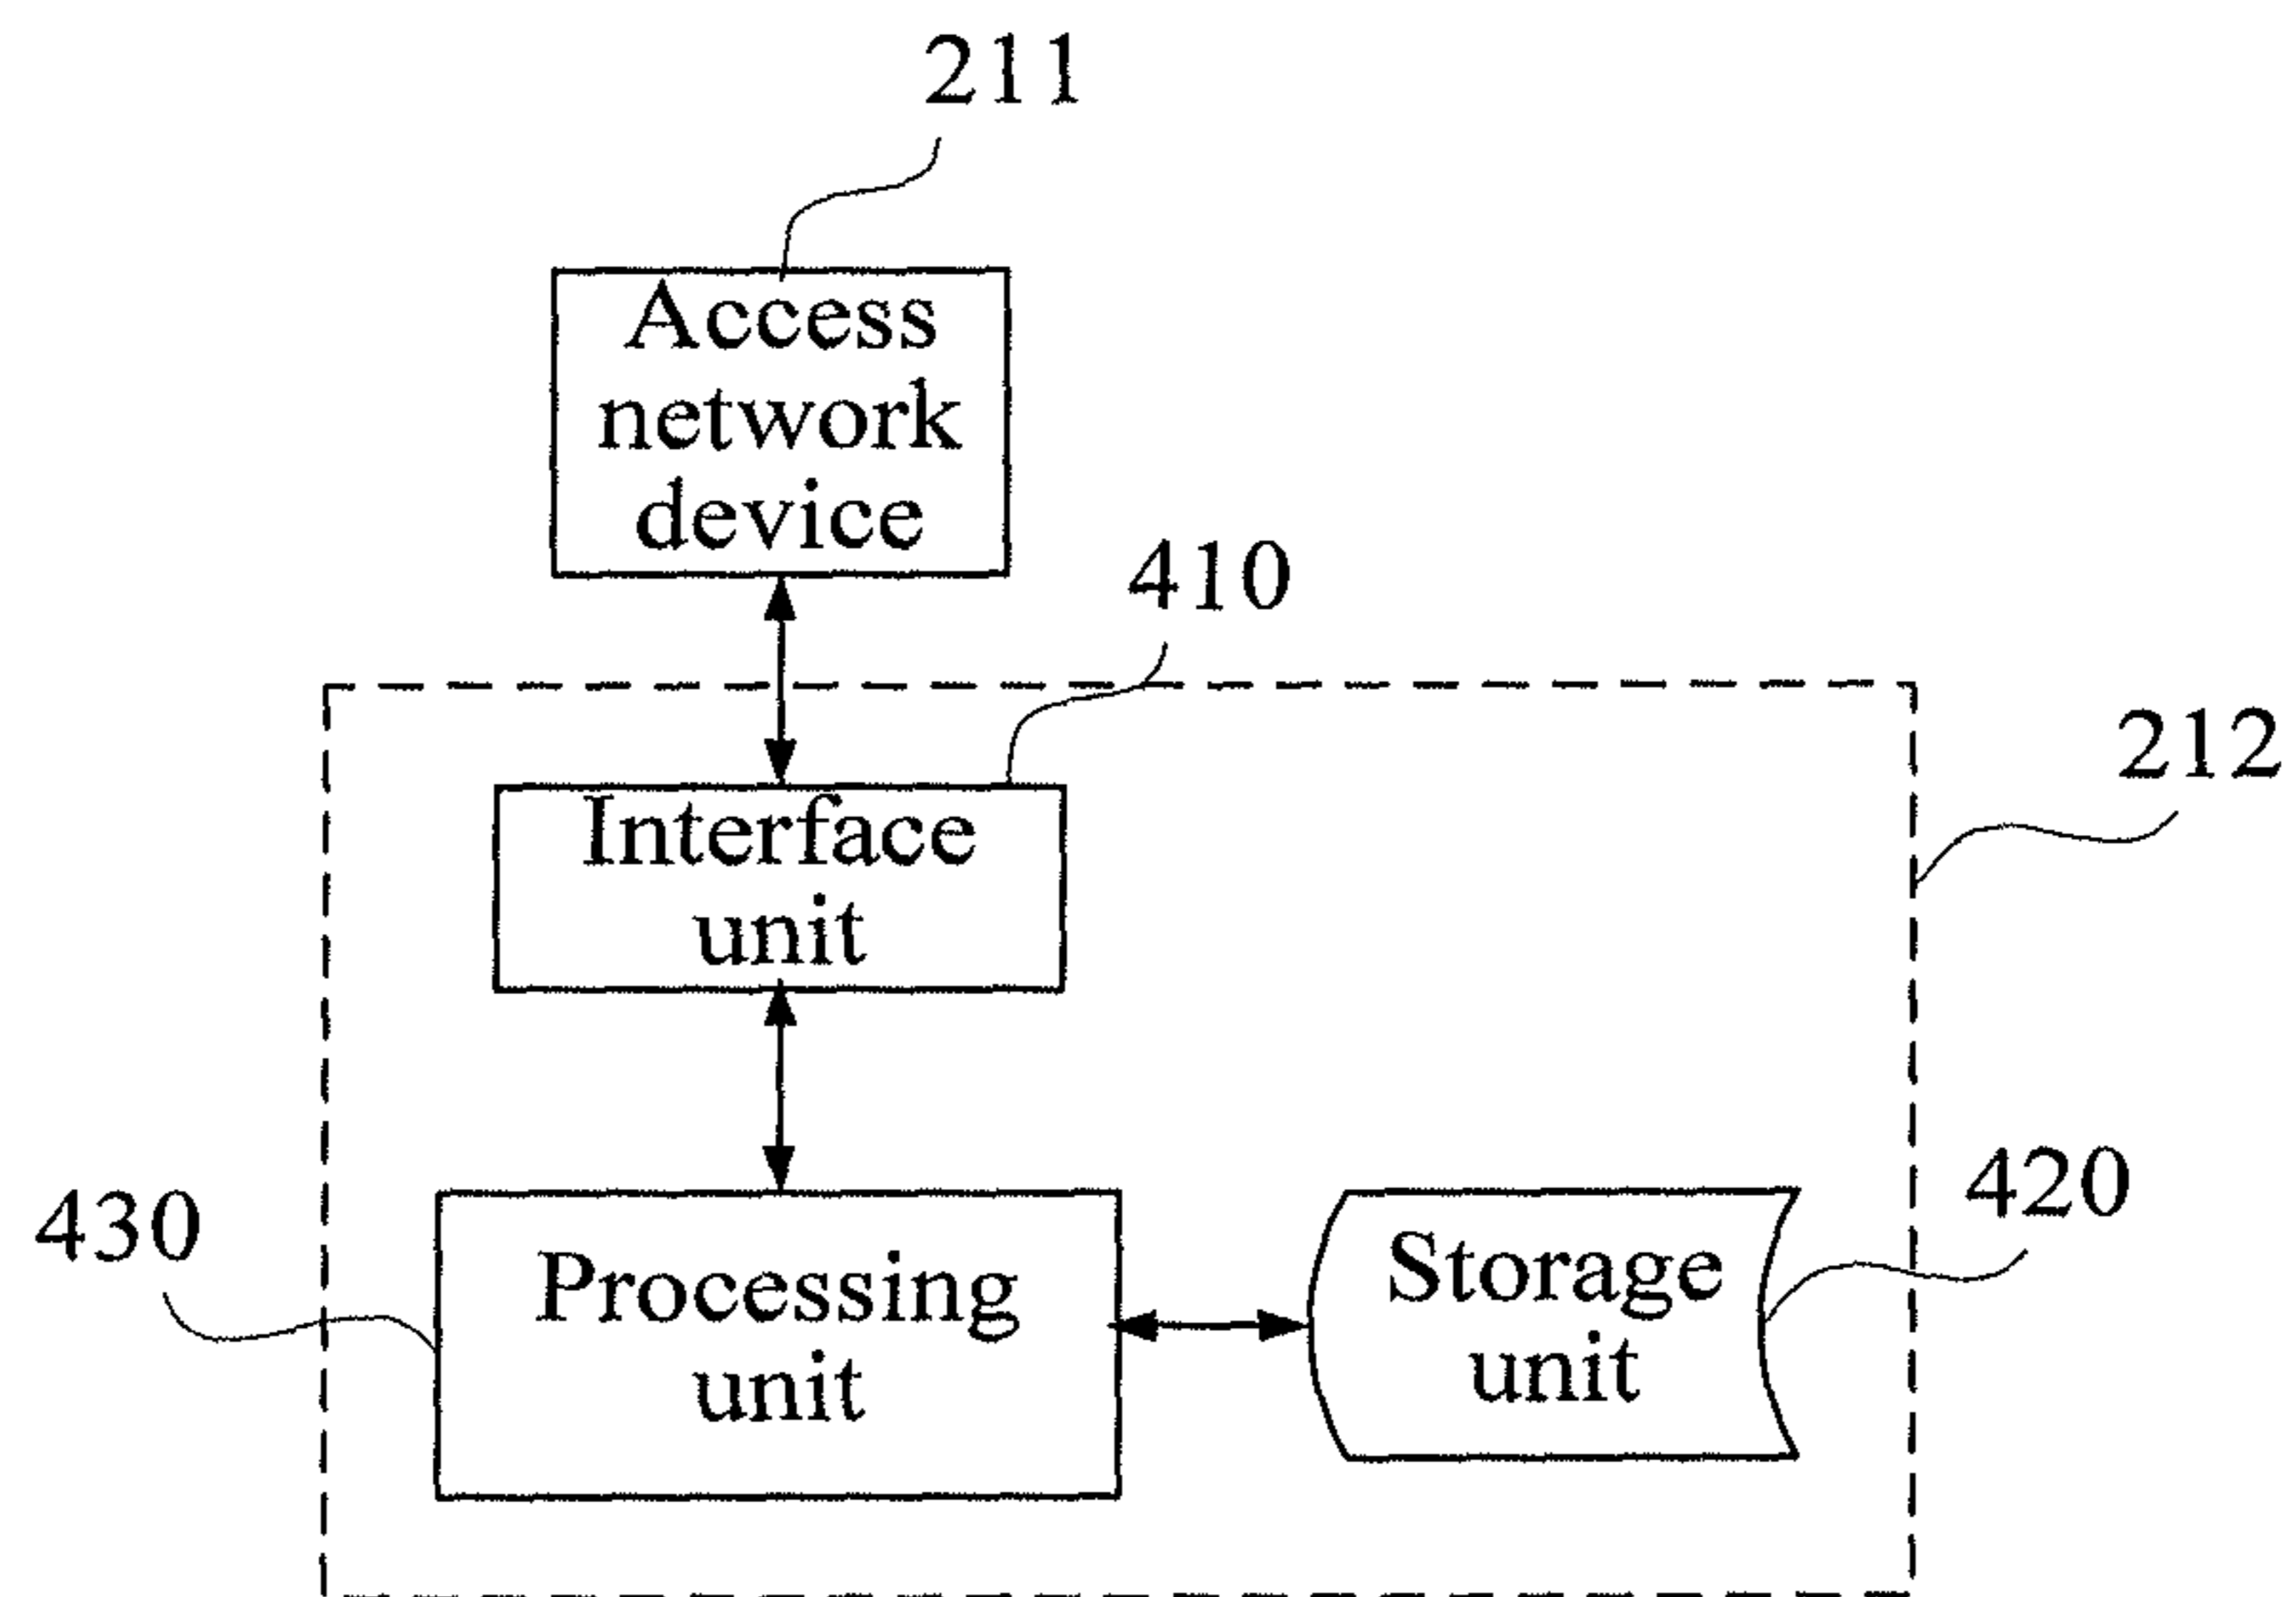 211
Access
network
device
410
212
Interface
unit
430
Processing
unit
Storage
unit
420